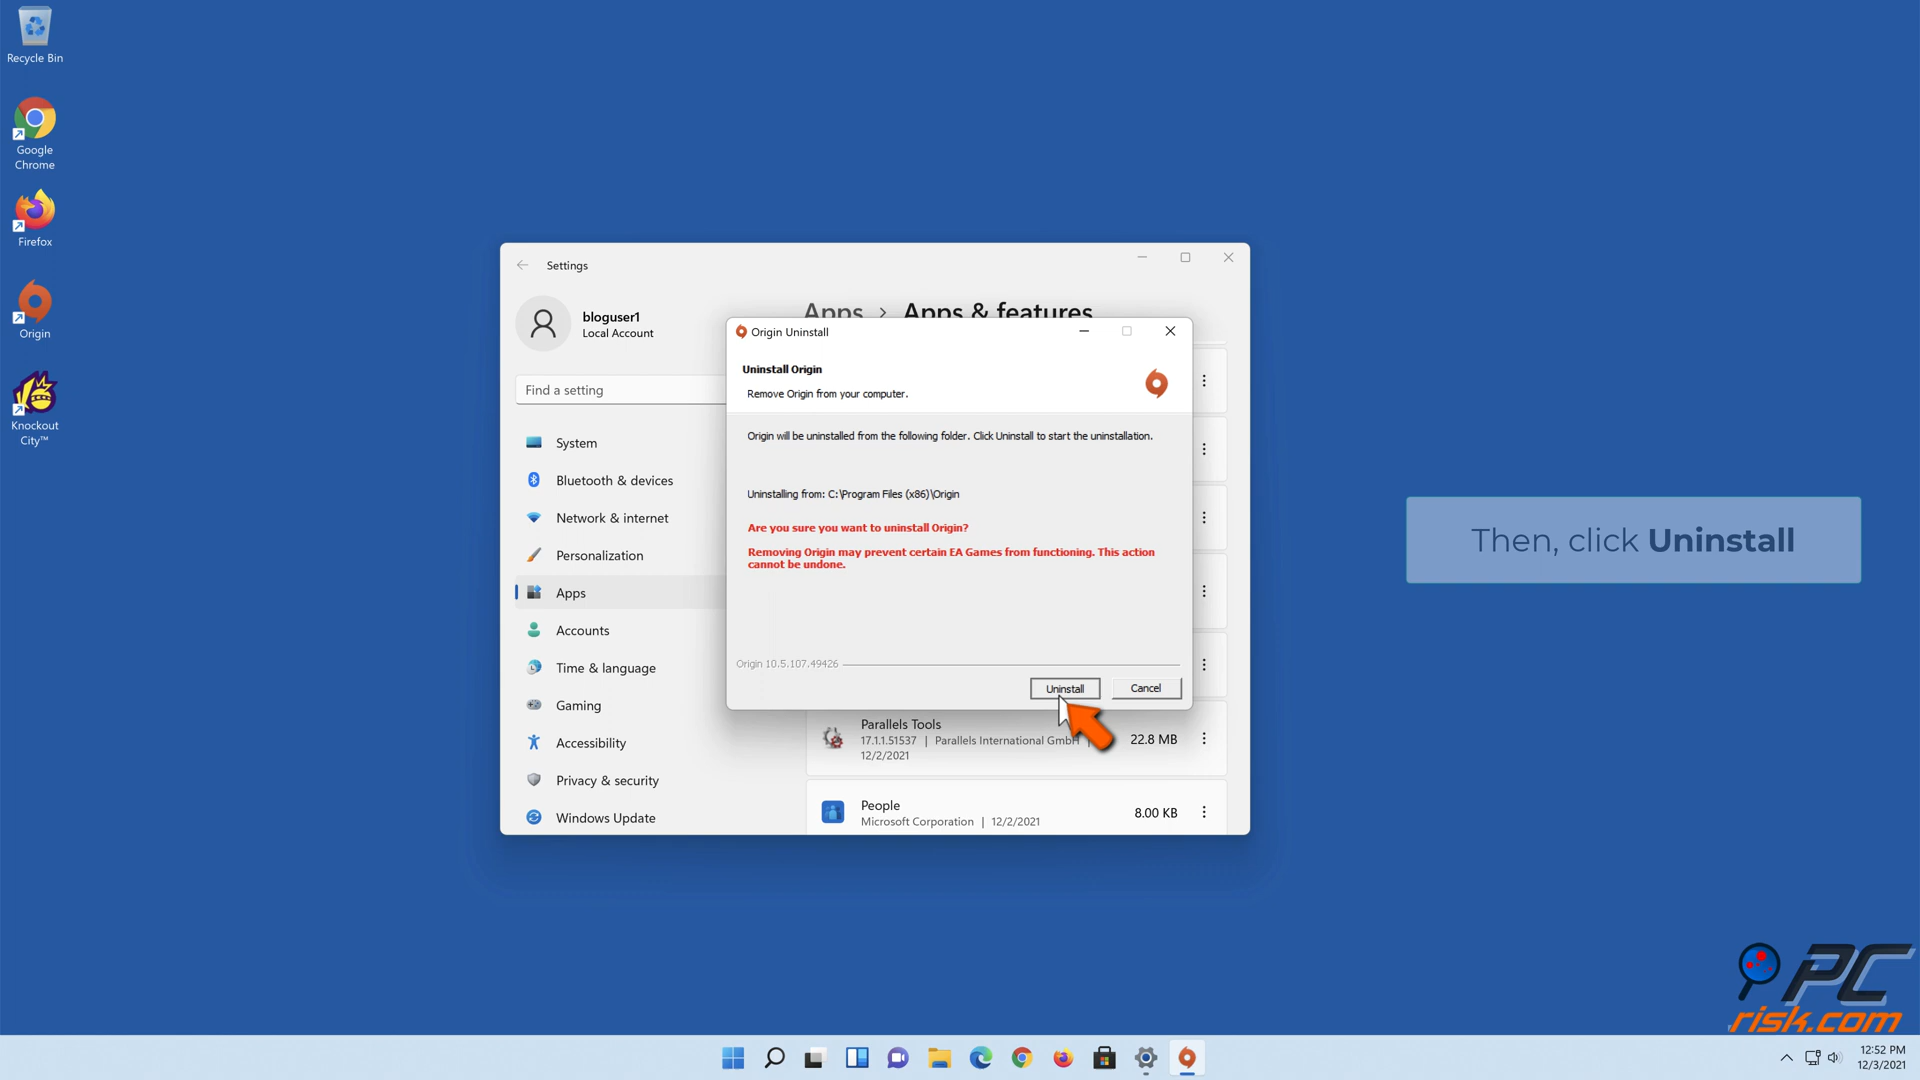 Recycle Bin
Google
Chrome
Firefox
Origin
Knockout
City™
Settings
bloguser1
Local Account
Find a setting
System
Bluetooth & devices
Network & internet
Personalization
Apps
Accounts
Time & language
Gaming
Accessibility
Privacy & security
Windows Update
Apps > Apps & features
Origin Uninstall
Uninstall Origin
Remove Origin from your computer.
Origin will be uninstalled from the following folder. Click Uninstall to start the uninstallation.
Uninstalling from: C:\Program Files (x86)\Origin
Are you sure you want to uninstall Origin?
Removing Origin may prevent certain EA Games from functioning. This action
cannot be undone.
Origin 10.5.107.49426
Uninstall
Cancel
Parallels Tools
17.1.1.51537 | Parallels International GmbH |
12/2/2021
22.8 MB
People
Microsoft Corporation | 12/2/2021
8.00 KB
Then, click Uninstall
PC
risk.com
12:52 PM
12/3/2021